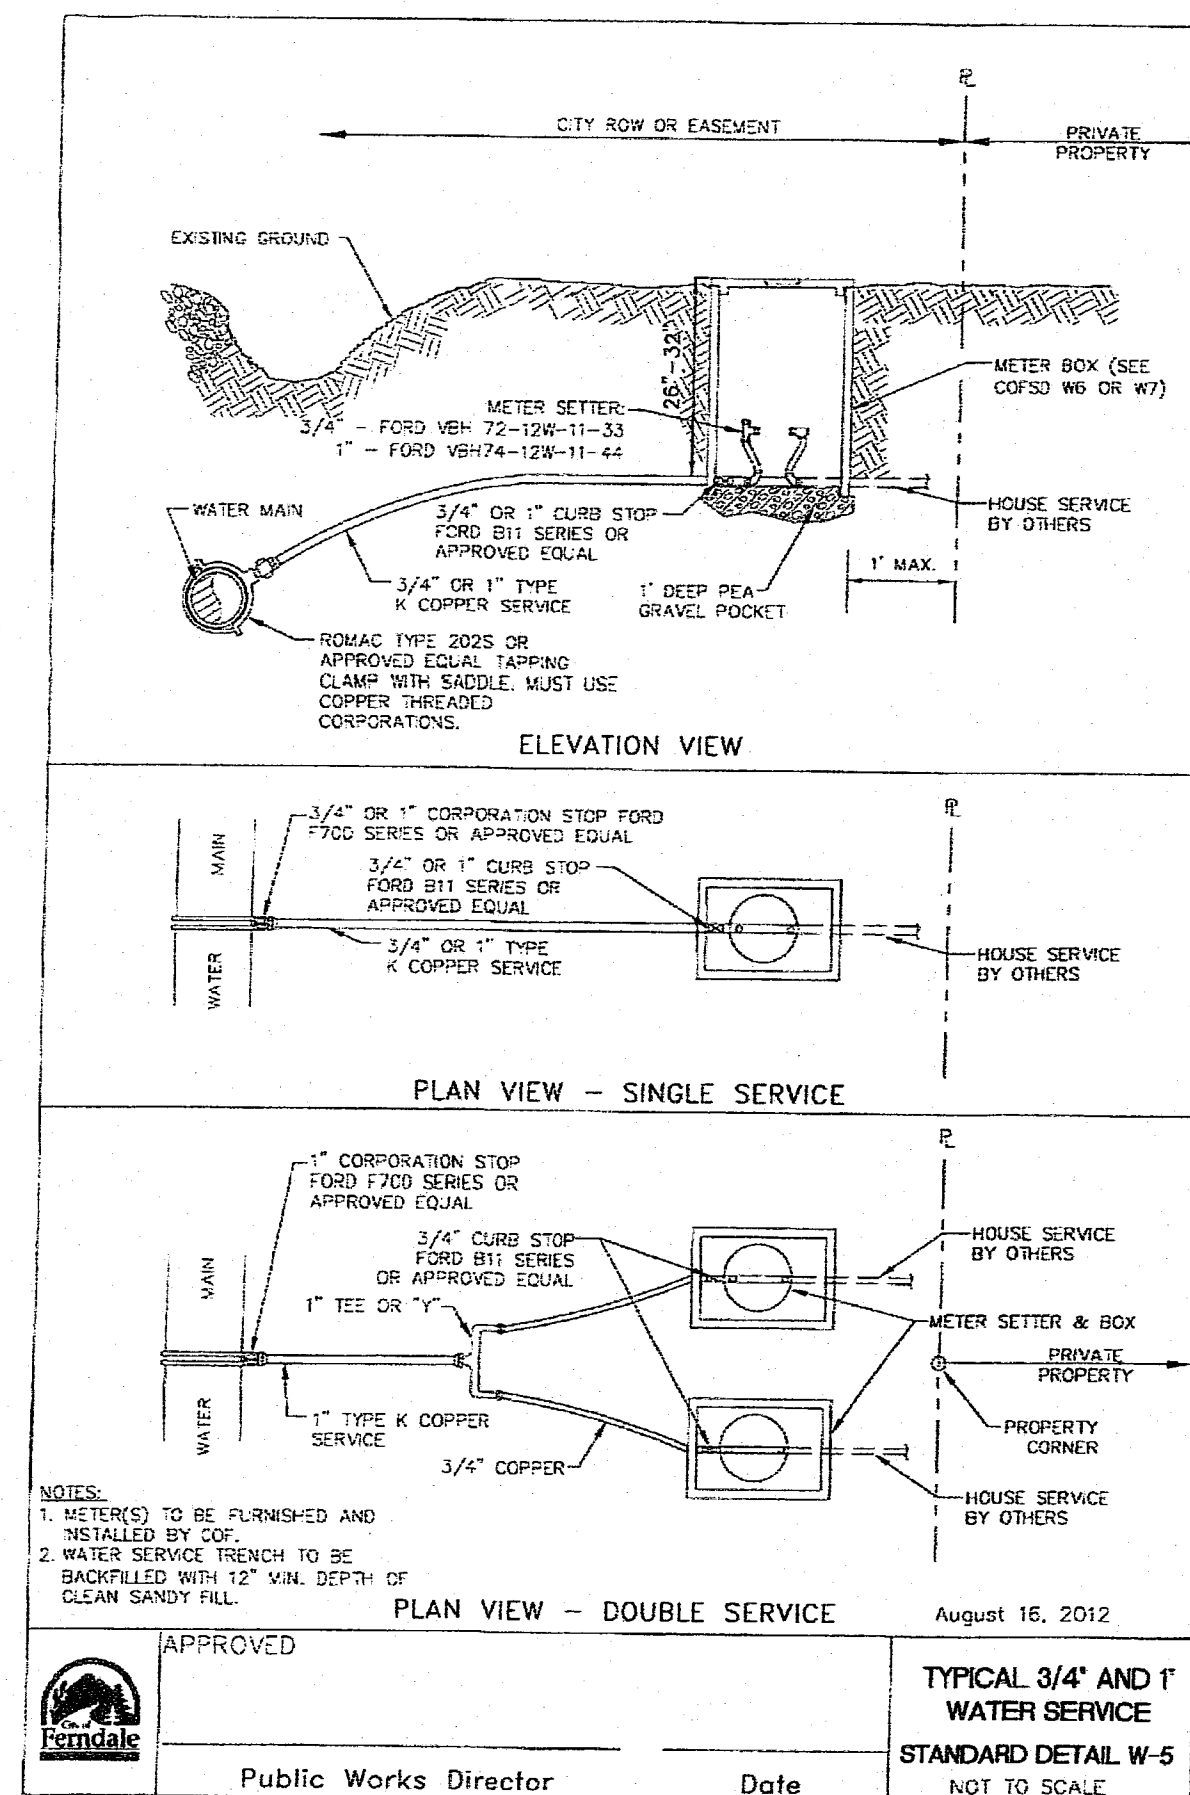 PL
CITY ROW OR EASEMENT
PRIVATE
PROPERTY
EXISTING GROUND
26"-32"
METER BOX (SEE
COFSD W6 OR W7)
METER SETTER:
3/4" - FORD VBH 72-12W-11-33
1" - FORD VBH74-12W-11-44
WATER MAIN
3/4" OR 1" CURB STOP
FORD B11 SERIES OR
APPROVED EQUAL
HOUSE SERVICE
BY OTHERS
1' MAX.
3/4" OR 1" TYPE
K COPPER SERVICE
1' DEEP PEA
GRAVEL POCKET
ROMAC TYPE 202S OR
APPROVED EQUAL TAPPING
CLAMP WITH SADDLE. MUST USE
COPPER THREADED
CORPORATIONS.
ELEVATION VIEW
PL
3/4" OR 1" CORPORATION STOP FORD
F700 SERIES OR APPROVED EQUAL
MAIN
3/4" OR 1" CURB STOP
FORD B11 SERIES OR
APPROVED EQUAL
3/4" OR 1" TYPE
K COPPER SERVICE
WATER
HOUSE SERVICE
BY OTHERS
PLAN VIEW - SINGLE SERVICE
PL
1" CORPORATION STOP
FORD F700 SERIES OR
APPROVED EQUAL
3/4" CURB STOP
FORD B11 SERIES
OR APPROVED EQUAL
HOUSE SERVICE
BY OTHERS
MAIN
1" TEE OR "Y"
METER SETTER & BOX
PRIVATE
PROPERTY
WATER
1" TYPE K COPPER
SERVICE
3/4" COPPER
PROPERTY
CORNER
HOUSE SERVICE
BY OTHERS
NOTES:
1. METER(S) TO BE FURNISHED AND
INSTALLED BY COF.
2. WATER SERVICE TRENCH TO BE
BACKFILLED WITH 12" MIN. DEPTH OF
CLEAN SANDY FILL.
PLAN VIEW - DOUBLE SERVICE
August 16, 2012
City of
Ferndale
APPROVED
Public Works Director
Date
TYPICAL 3/4" AND 1"
WATER SERVICE
STANDARD DETAIL W-5
NOT TO SCALE